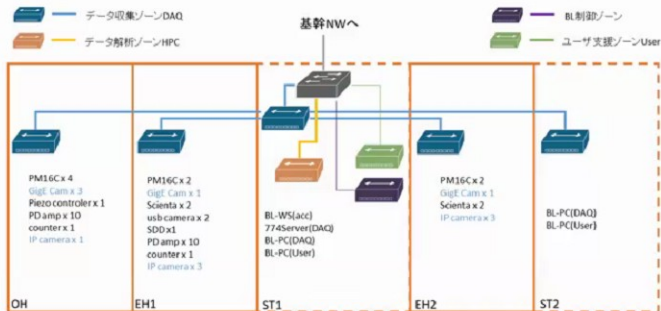 データ収集ゾーンDAQ
データ解析ゾーンHPC
基幹NWへ
BL制御ゾーン
ユーザ支援ゾーンUser
PM16C x 4
GigE Cam x 3
Piezo controler x 1
PD amp x 10
counter x 1
IP camera x 1
OH
PM16C x 2
GigE Cam x 1
Scienta x 2
usb camera x 2
SDD x1
PD amp x 10
counter x 1
IP camera x 3
EH1
BL-WS(acc)
774Server(DAQ)
BL-PC(DAQ)
BL-PC(User)
ST1
PM16C x 2
GigE Cam x 1
Scienta x 2
IP camera x 3
EH2
BL-PC(DAQ)
BL-PC(User)
ST2